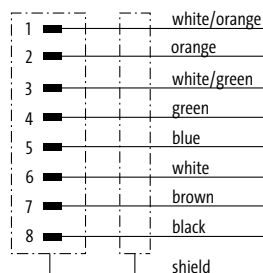 1 white/orange
2 orange
3 white/green
4 green
5 blue
6 white
7 brown
8 black
shield